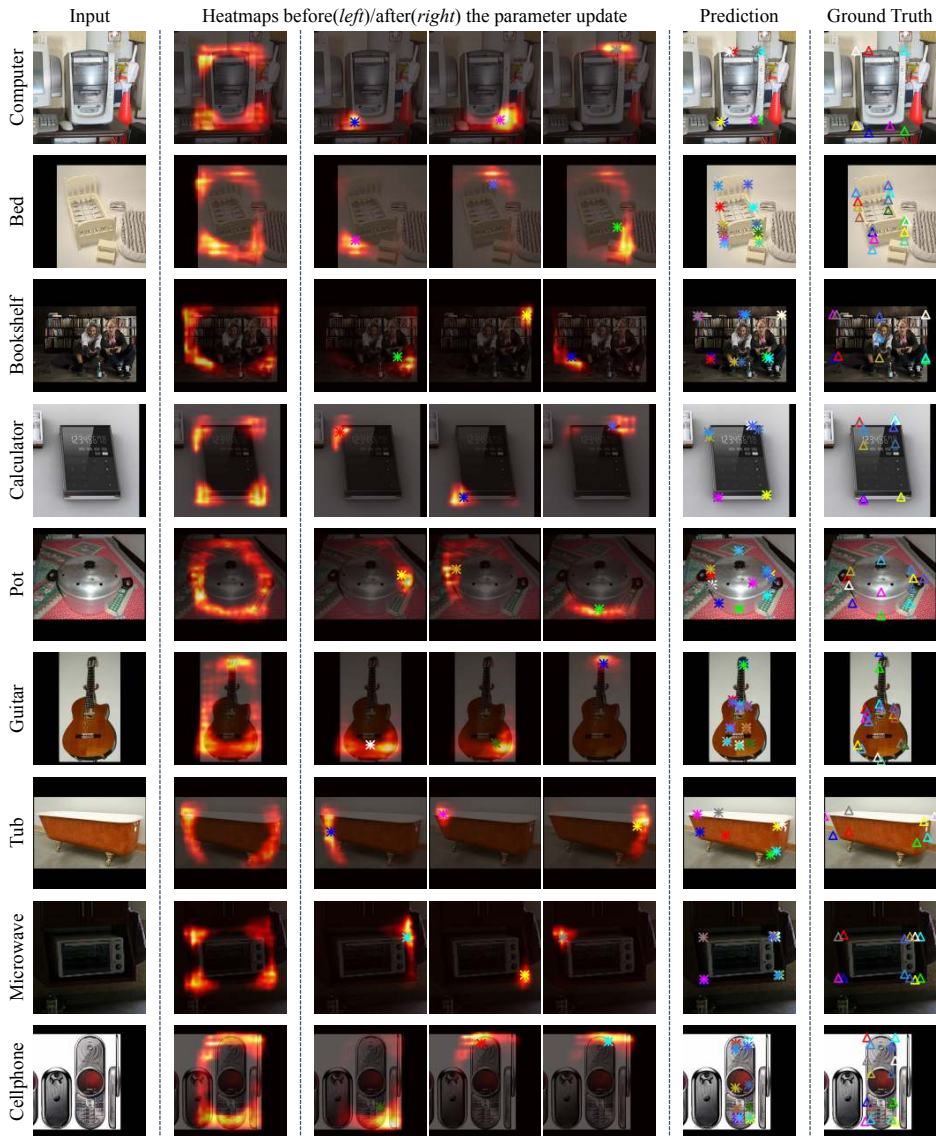 Input Heatmaps before(left)/after(right) the parameter update Prediction Ground Truth
Computer
Bed
Bookshelf
Calculator
12345678
Pot
Guitar
Tub
Microwave
Cellphone